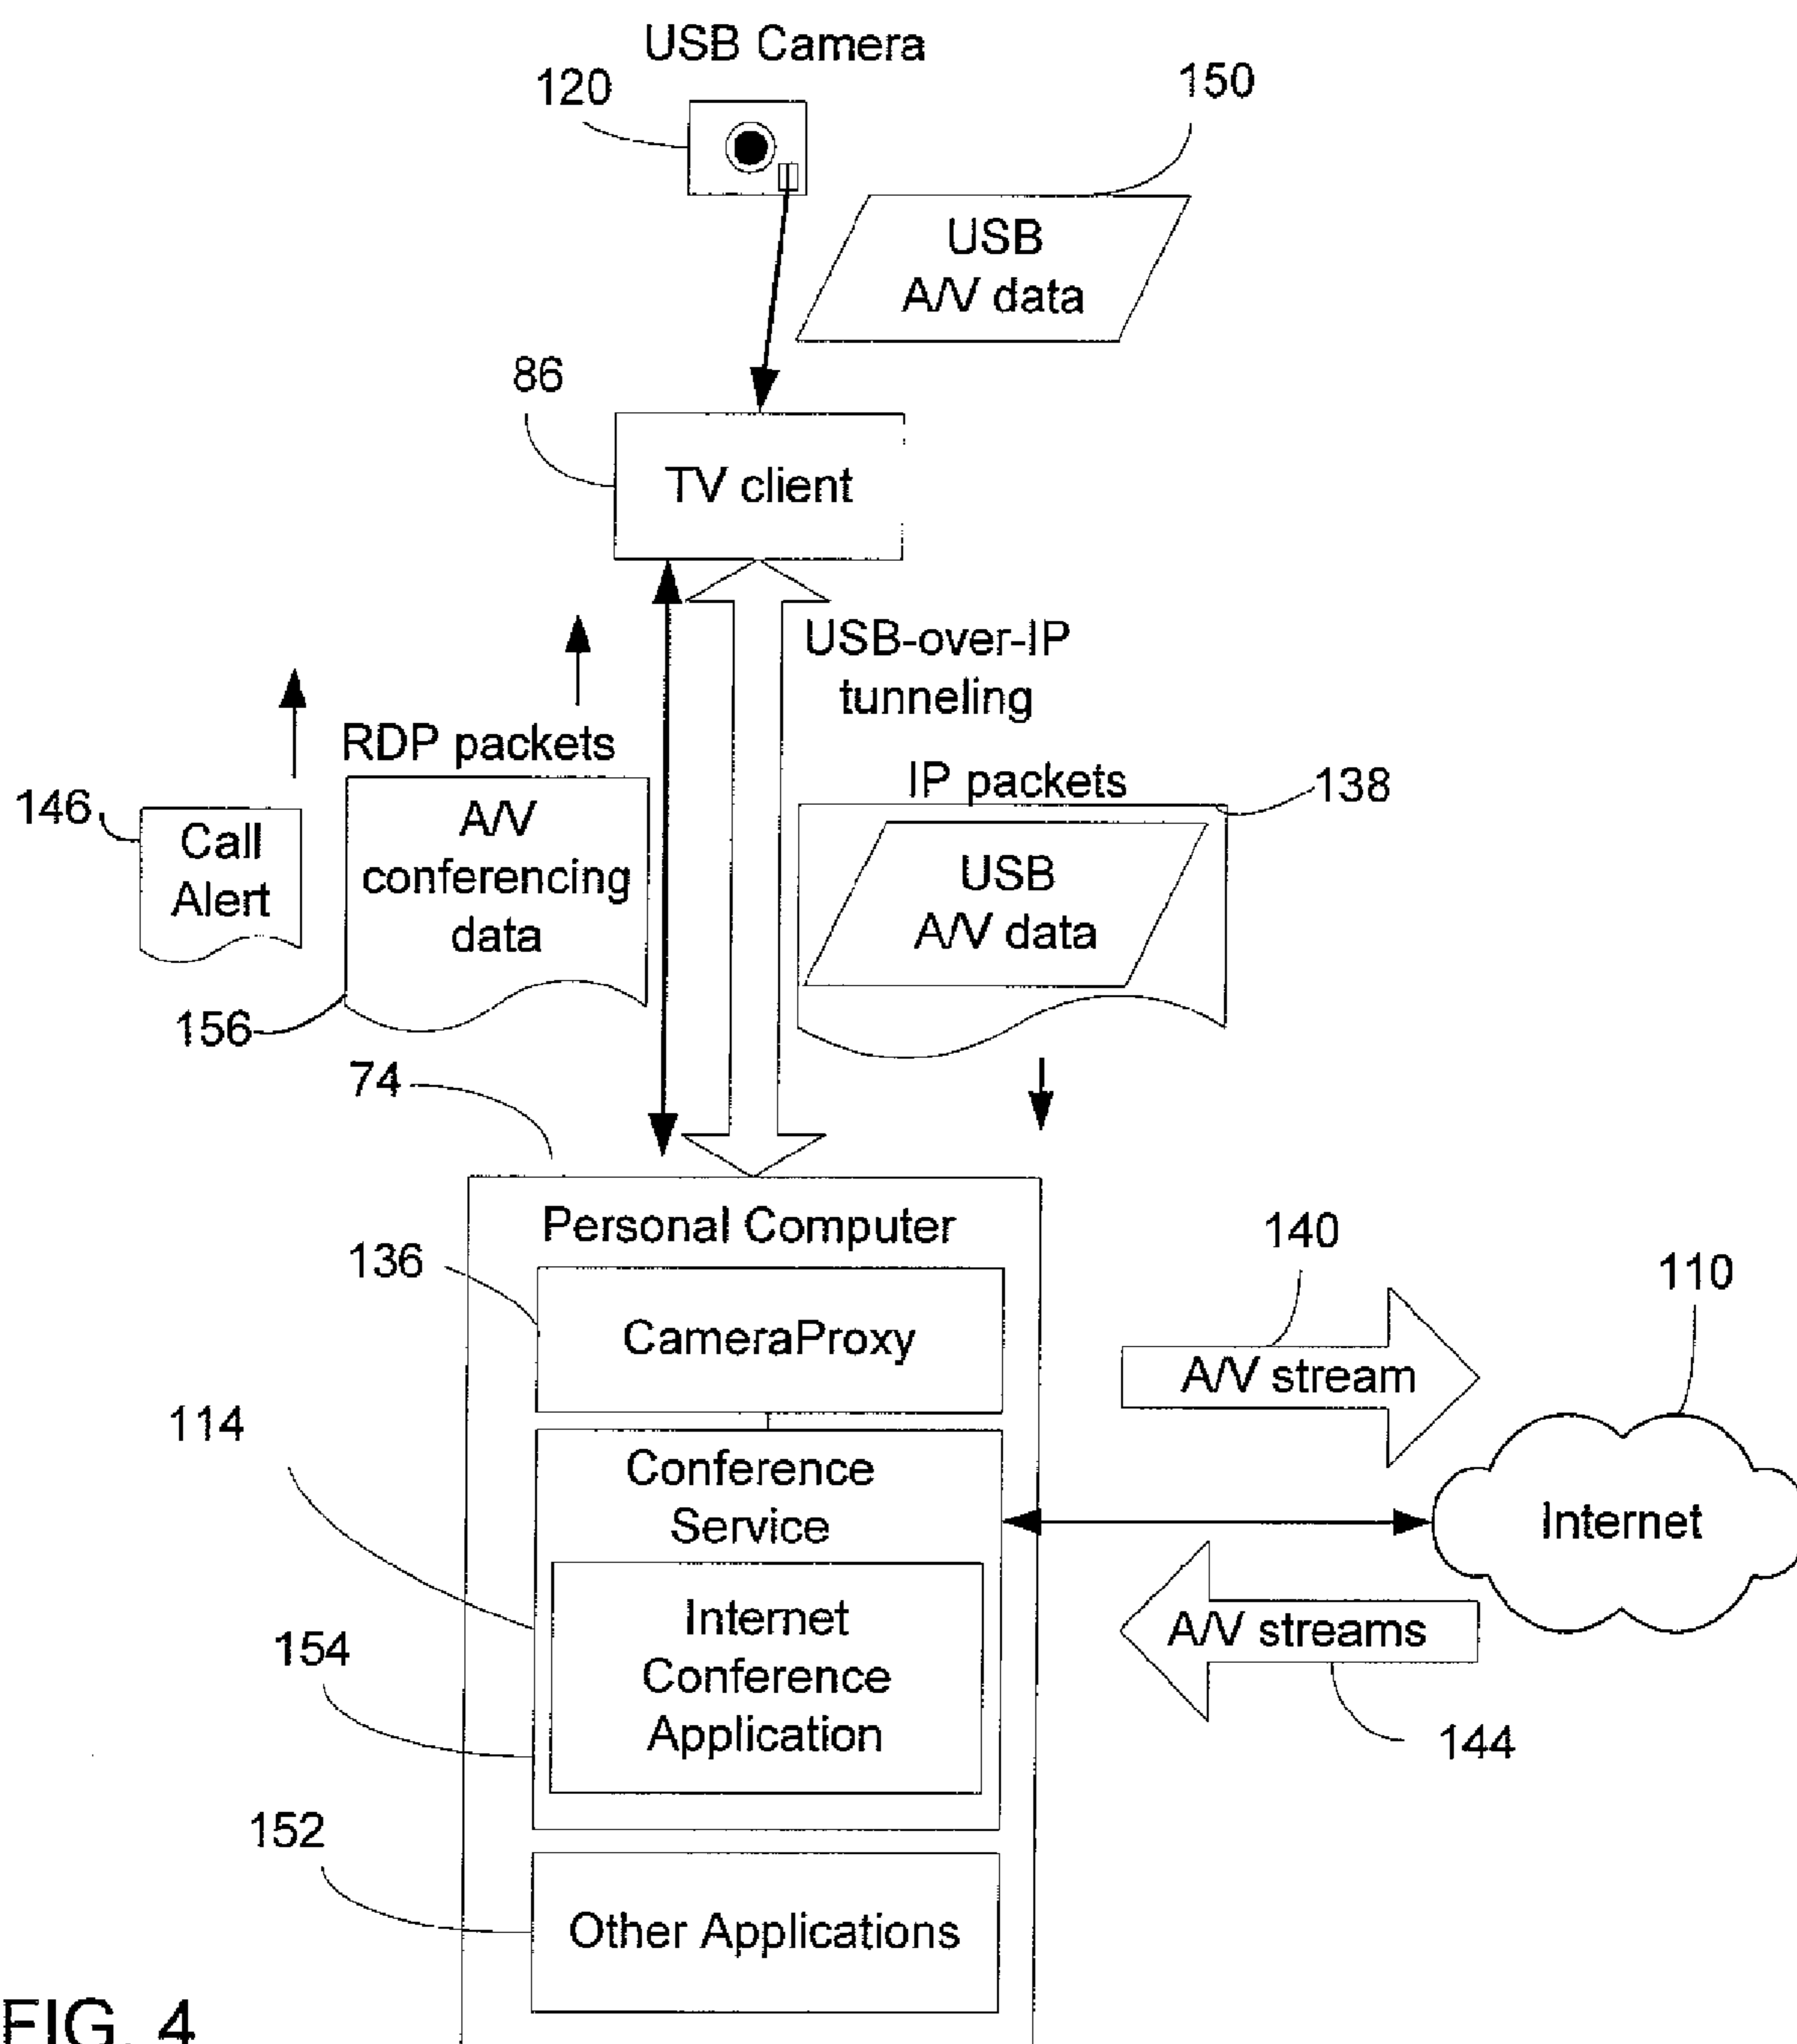 USB Camera
120
150
USB
A/V data
86
TV client
USB-over-IP
tunneling
RDP packets
IP packets
138
146
Call
Alert
A/V
conferencing
data
USB
A/V data
156
74
Personal Computer
136
CameraProxy
140
A/V stream
110
114
Conference
Service
Internet
Internet
Conference
Application
A/V streams
154
144
152
Other Applications
FIG. 4